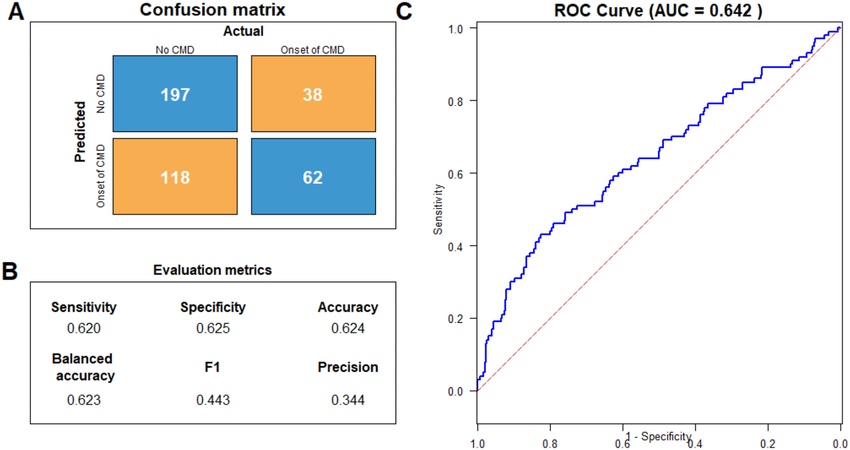 A
Confusion matrix
Actual
No CMD Onset of CMD
Predicted
No CMD
197 38
Onset of CMD
118 62
B
Evaluation metrics
Sensitivity Specificity Accuracy
0.620 0.625 0.624
Balanced accuracy F1 Precision
0.623 0.443 0.344
C
ROC Curve (AUC = 0.642 )
Sensitivity
1.0
0.8
0.6
0.4
0.2
0.0
1.0 0.8 0.6 0.4 0.2 0.0
1 - Specificity